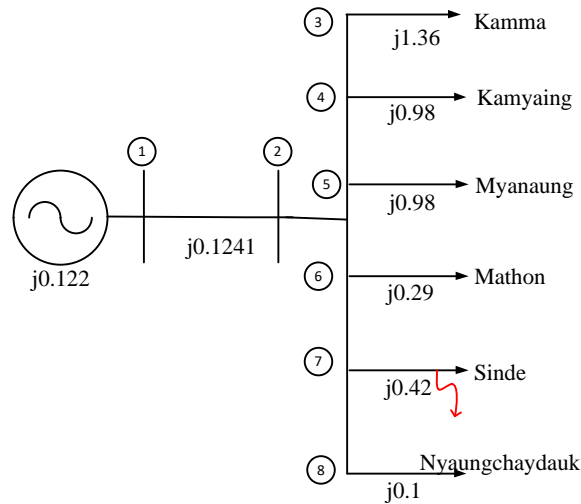 3
Kamma
j1.36
4
Kamyaing
j0.98
1
2
5
Myanaung
j0.98
j0.1241
j0.122
6
Mathon
j0.29
7
Sinde
j0.42
Nyaungchaydauk
8
j0.1